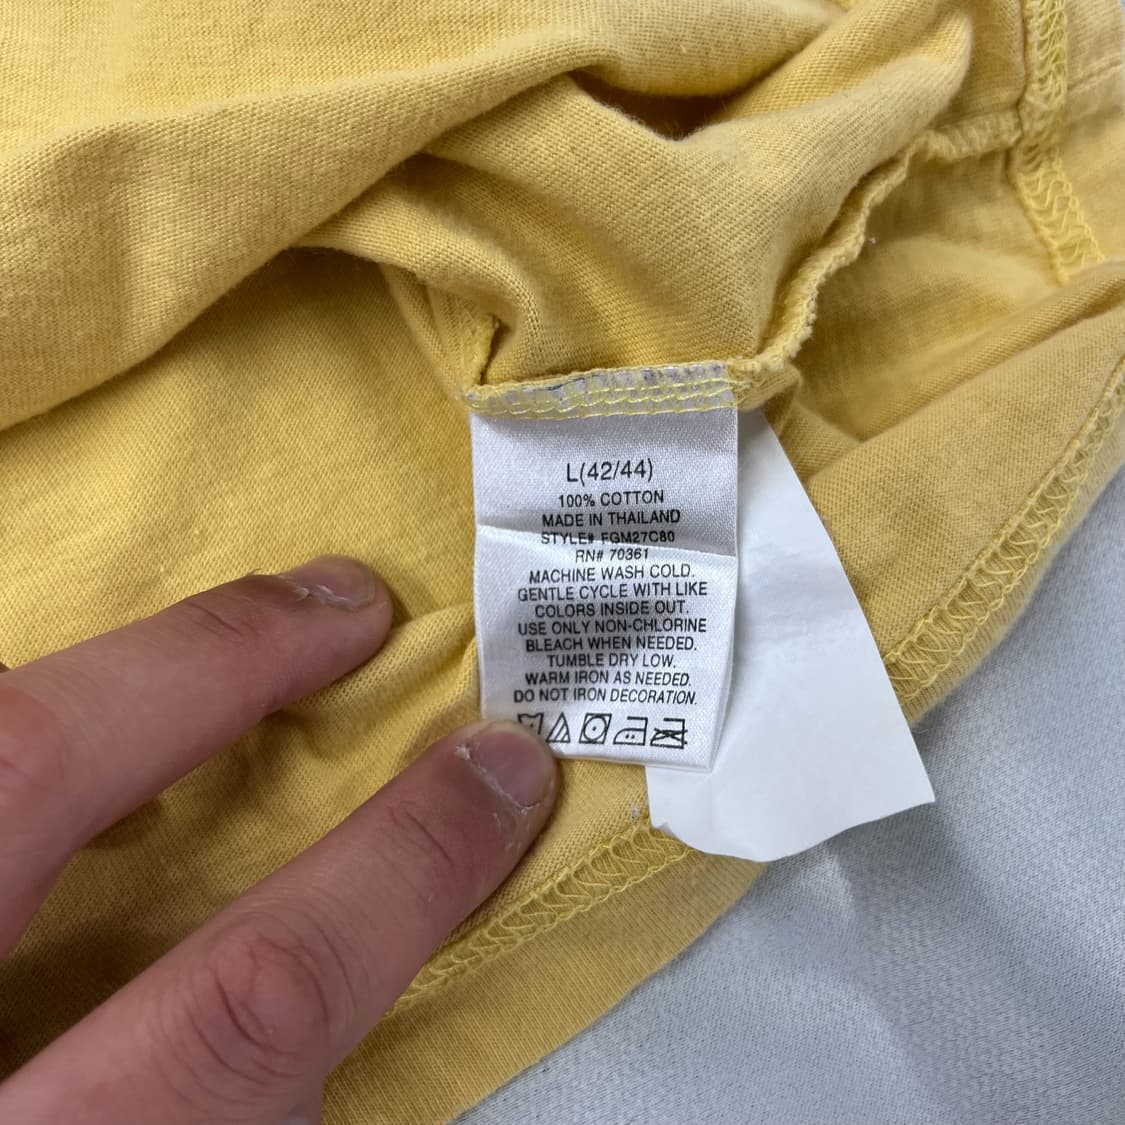 L(42/44)
100% COTTON
MADE IN THAILAND
STYLE# FGM27C80
RN# 70361
MACHINE WASH COLD.
GENTLE CYCLE WITH LIKE
COLORS INSIDE OUT.
USE ONLY NON-CHLORINE
BLEACH WHEN NEEDED.
TUMBLE DRY LOW.
WARM IRON AS NEEDED.
DO NOT IRON DECORATION.